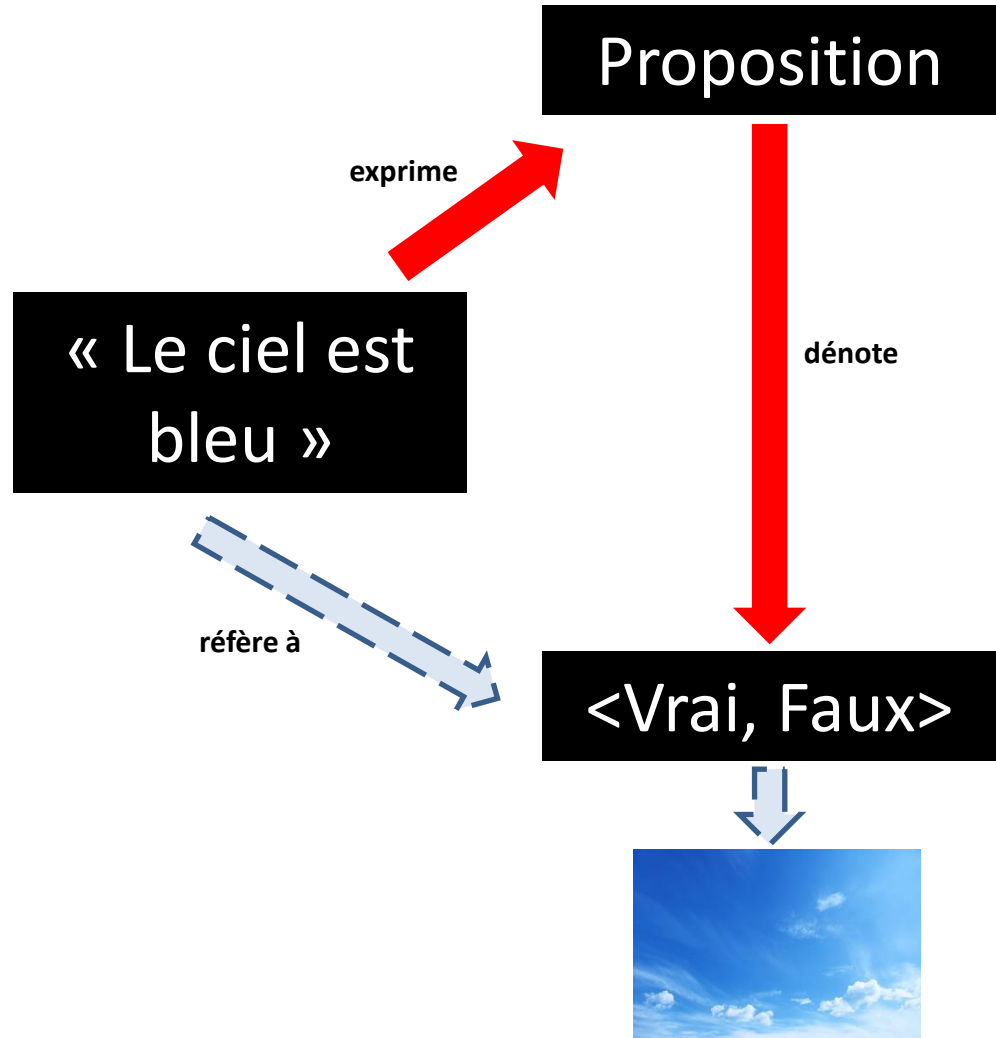 Proposition
exprime
« Le ciel est
bleu »
dénote
réfère à
<Vrai, Faux>